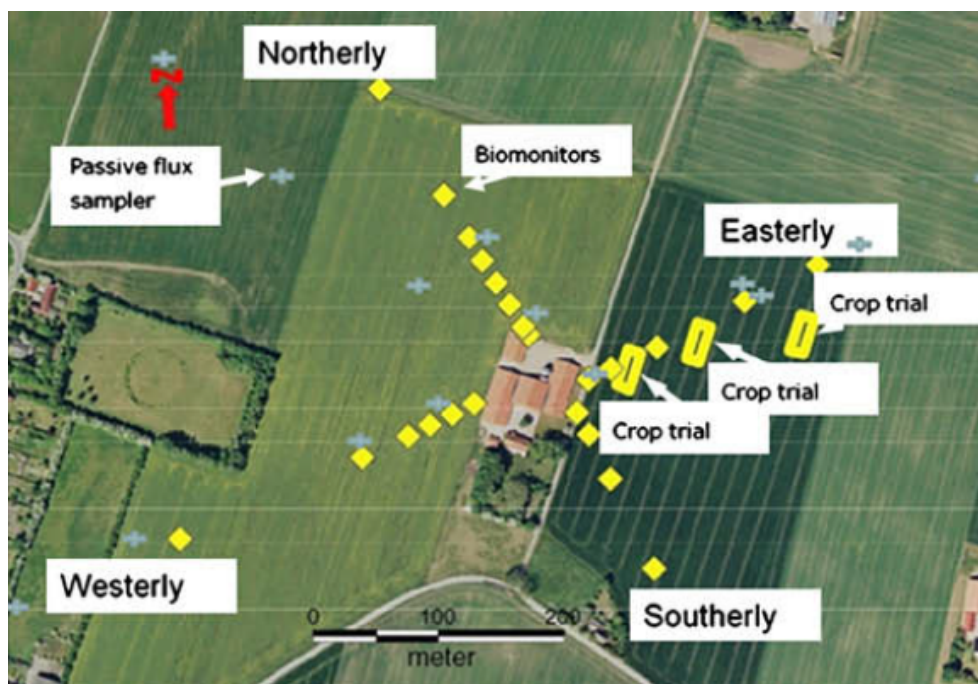 Northerly
Z
Passive flux
sampler
Biomonitors
Easterly
Crop trial
Crop trial
Crop trial
Westerly
Southerly
0 100 200
meter